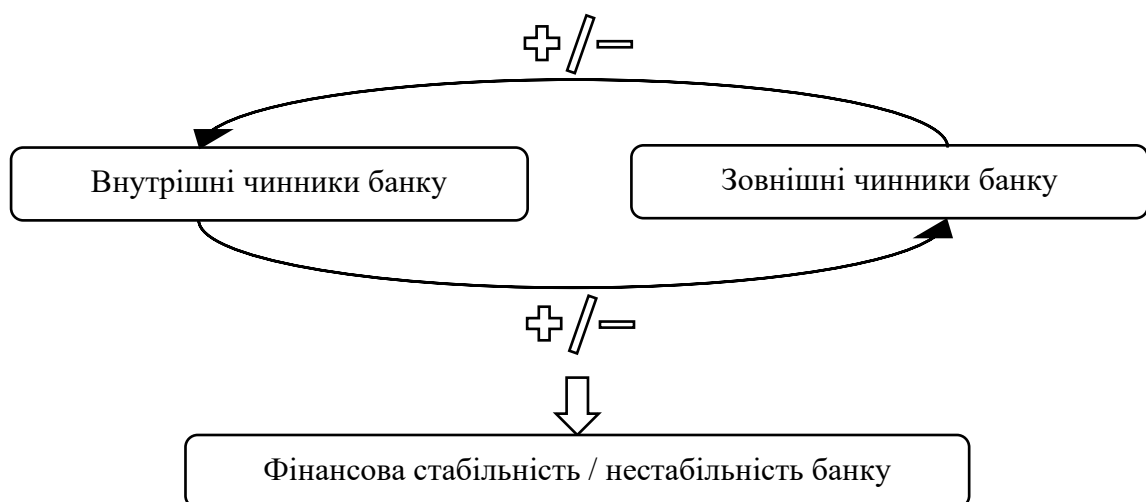 +/−
Внутрішні чинники банку
Зовнішні чинники банку
+/−
Фінансова стабільність / нестабільність банку